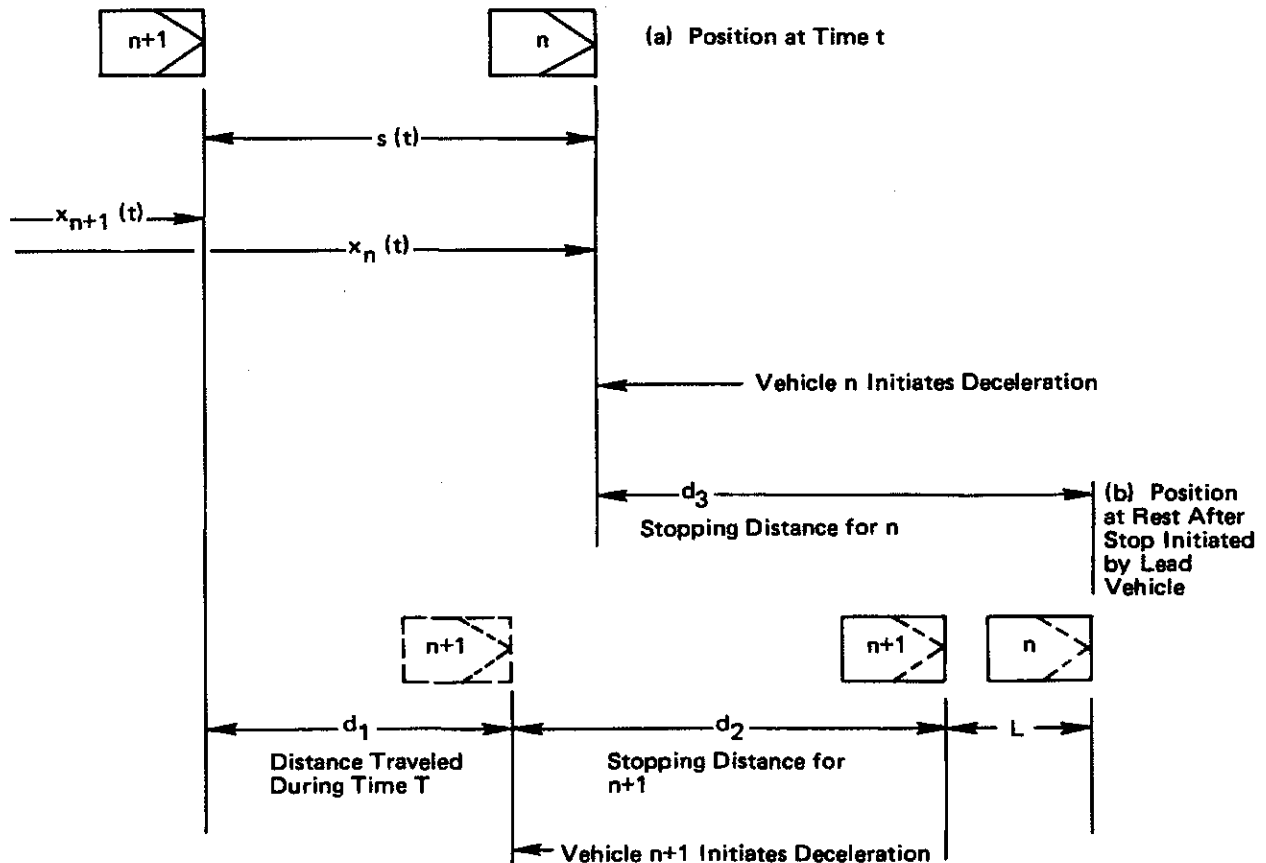 n+1
n
(a) Position at Time t
s (t)
x_{n+1} (t)
x_n (t)
Vehicle n Initiates Deceleration
d_3
Stopping Distance for n
(b) Position
at Rest After
Stop Initiated
by Lead
Vehicle
n+1
n+1
n
d_1
d_2
L
Distance Traveled
During Time T
Stopping Distance for
n+1
Vehicle n+1 Initiates Deceleration